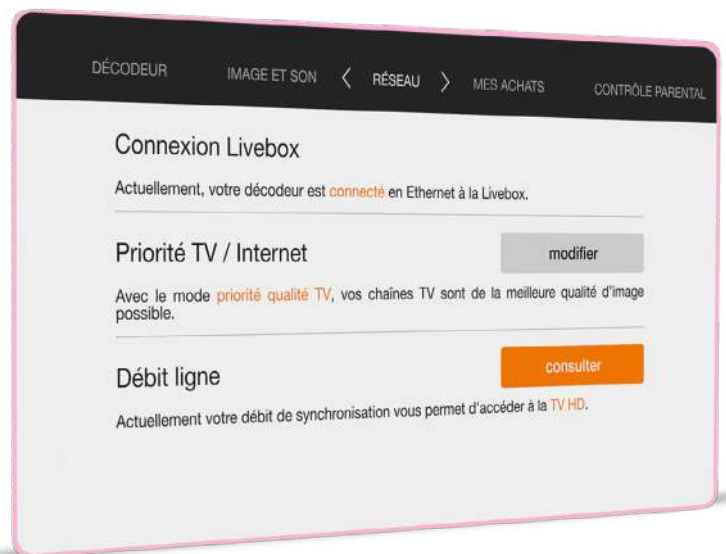 DÉCODEUR IMAGE ET SON < RÉSEAU > MES ACHATS CONTRÔLE PARENTAL
Connexion Livebox
Actuellement, votre décodeur est connecté en Ethernet à la Livebox.
Priorité TV / Internet modifier
Avec le mode priorité qualité TV, vos chaînes TV sont de la meilleure qualité d'image
possible.
Débit ligne consulter
Actuellement votre débit de synchronisation vous permet d'accéder à la TV HD.